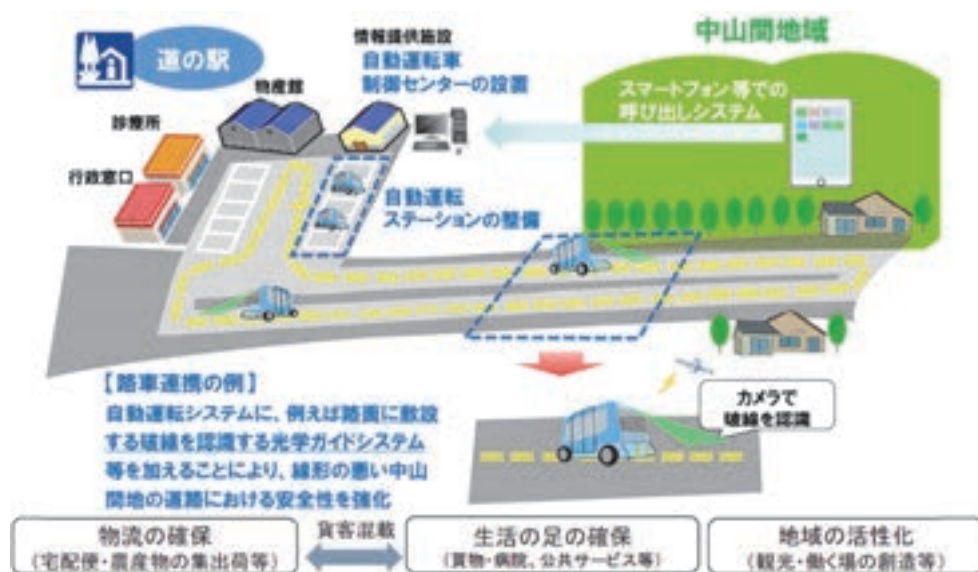 道の駅
情報提供施設
自動運転車
制御センターの設置
物産館
診療所
行政窓口
自動運転
ステーションの整備
中山間地域
スマートフォン等での
呼び出しシステム
【路車連携の例】
自動運転システムに、例えば路面に敷設
する破線を認識する光学ガイドシステム
等を加えることにより、線形の悪い中山
間地の道路における安全性を強化
カメラで
破線を認識
物流の確保
(宅配便・農産物の集出荷等)
貨客混載
生活の足の確保
(買物・病院、公共サービス等)
地域の活性化
(観光・働く場の創造等)